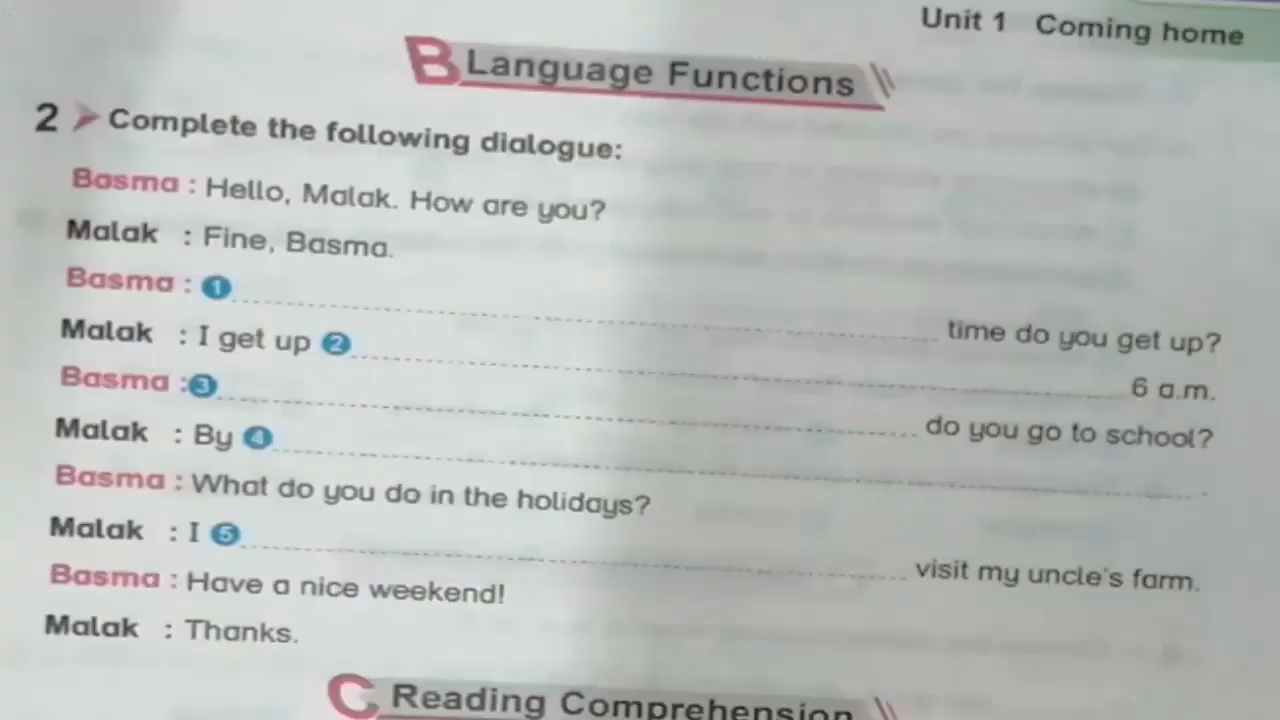 Unit 1 Coming home
B Language Functions
2 Complete the following dialogue:
Basma : Hello, Malak. How are you?
Malak : Fine, Basma.
Basma : 1 ........ time do you get up?
Malak : I get up 2 ........ 6 a.m.
Basma : 3 ........ do you go to school?
Malak : By 4 ........
Basma : What do you do in the holidays?
Malak : I 5 ........ visit my uncle's farm.
Basma : Have a nice weekend!
Malak : Thanks.
C Reading Comprehension